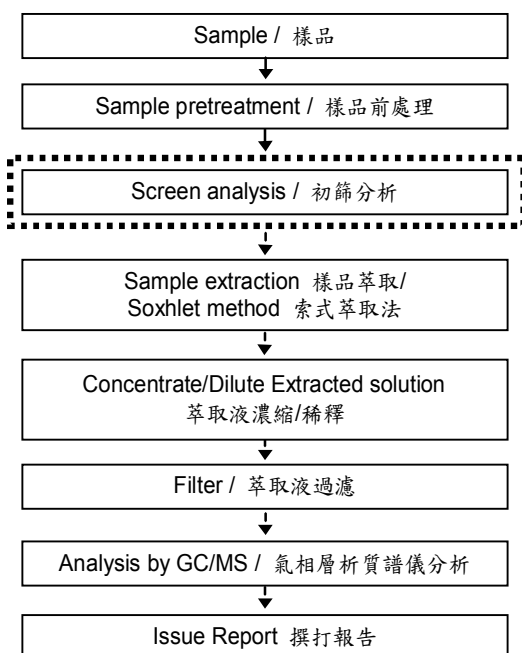 Sample / 樣品
Sample pretreatment / 樣品前處理
Screen analysis / 初篩分析
Sample extraction 樣品萃取/
Soxhlet method 索式萃取法
Concentrate/Dilute Extracted solution
萃取液濃縮/稀釋
Filter / 萃取液過濾
Analysis by GC/MS / 氣相層析質譜儀分析
Issue Report 撰打報告